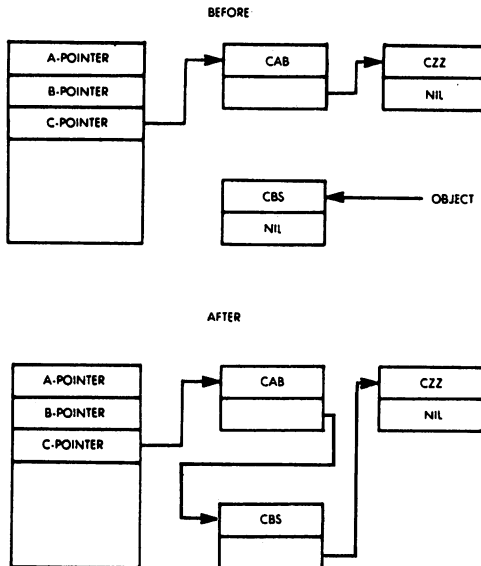 BEFORE
A-POINTER
B-POINTER
C-POINTER
CAB
CZZ
NIL
CBS
NIL
OBJECT
AFTER
A-POINTER
B-POINTER
C-POINTER
CAB
CZZ
NIL
CBS